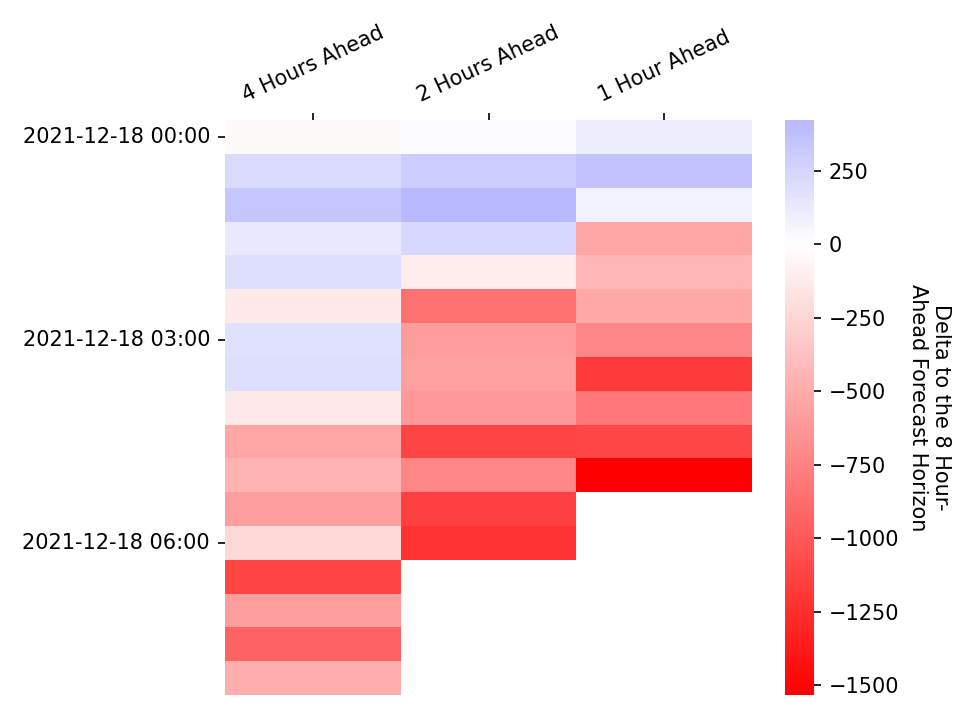 4 Hours Ahead
2 Hours Ahead
1 Hour Ahead
2021-12-18 00:00
2021-12-18 03:00
2021-12-18 06:00
250
0
−250
−500
−750
−1000
−1250
−1500
Delta to the 8 Hour-
Ahead Forecast Horizon